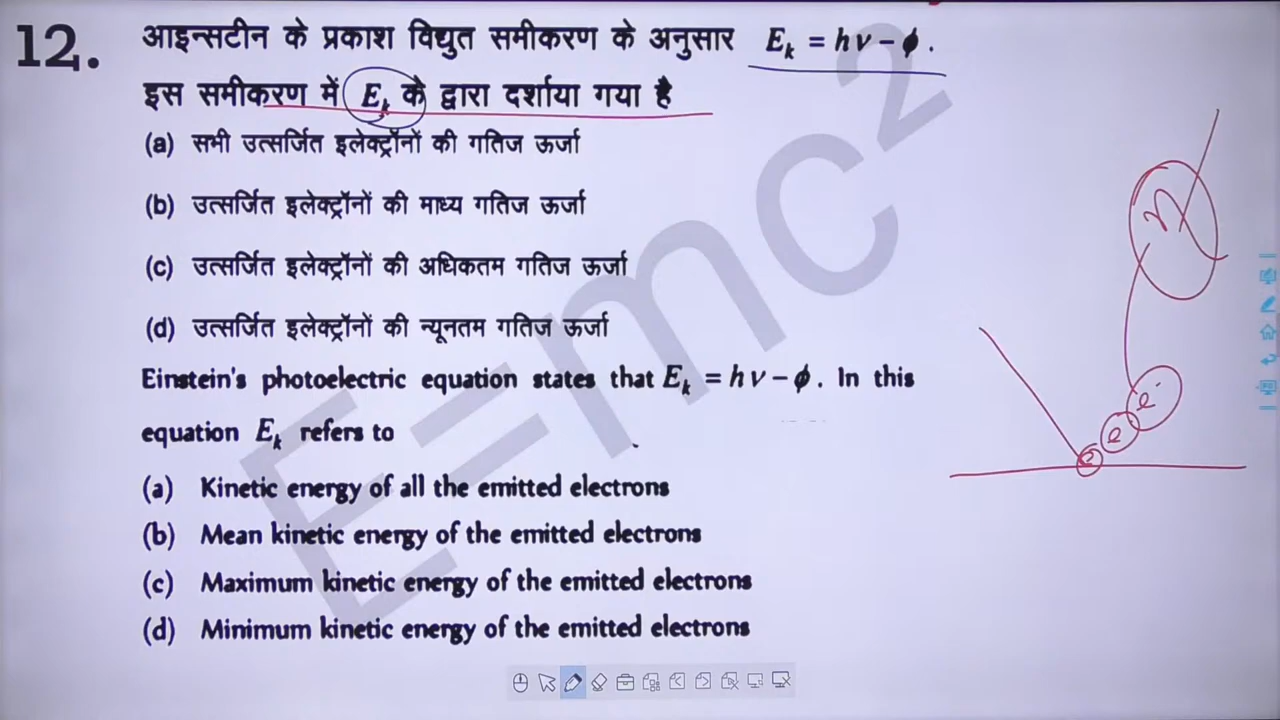 12. आइन्सटीन के प्रकाश विद्युत समीकरण के अनुसार E_k = hν − ϕ .
इस समीकरण में E_k के द्वारा दर्शाया गया है
(a) सभी उत्सर्जित इलेक्ट्रॉनों की गतिज ऊर्जा
(b) उत्सर्जित इलेक्ट्रॉनों की माध्य गतिज ऊर्जा
(c) उत्सर्जित इलेक्ट्रॉनों की अधिकतम गतिज ऊर्जा
(d) उत्सर्जित इलेक्ट्रॉनों की न्यूनतम गतिज ऊर्जा
Einstein's photoelectric equation states that E_k = hν − ϕ . In this
equation E_k refers to
(a) Kinetic energy of all the emitted electrons
(b) Mean kinetic energy of the emitted electrons
(c) Maximum kinetic energy of the emitted electrons
(d) Minimum kinetic energy of the emitted electrons
E=mc²
e⁻
e